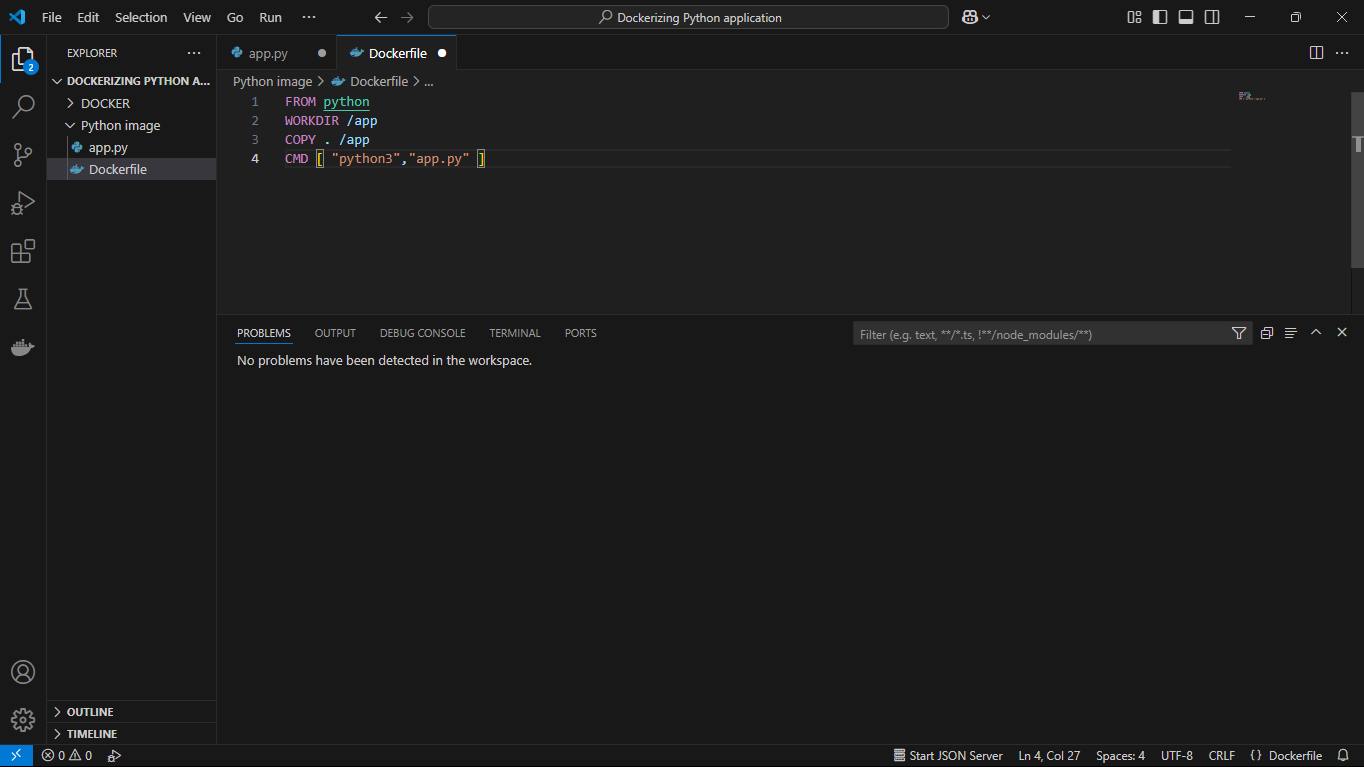 File Edit Selection View Go Run ···
Dockerizing Python application
EXPLORER
2
DOCKERIZING PYTHON A...
DOCKER
Python image
app.py
Dockerfile
OUTLINE
TIMELINE
app.py
Dockerfile
Python image > Dockerfile > ...
1 FROM python
2 WORKDIR /app
3 COPY . /app
4 CMD [ "python3","app.py" ]
PROBLEMS OUTPUT DEBUG CONSOLE TERMINAL PORTS
Filter (e.g. text, **/*.ts, !**/node_modules/**)
No problems have been detected in the workspace.
0 0
Start JSON Server Ln 4, Col 27 Spaces: 4 UTF-8 CRLF {} Dockerfile